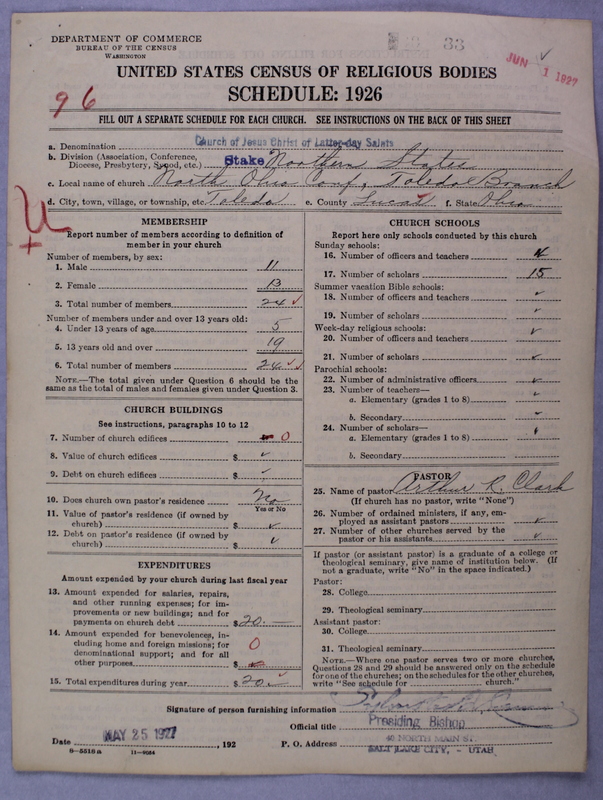 DEPARTMENT OF COMMERCE
BUREAU OF THE CENSUS
WASHINGTON
33
JUN 1 1927
UNITED STATES CENSUS OF RELIGIOUS BODIES
SCHEDULE: 1926
96
FILL OUT A SEPARATE SCHEDULE FOR EACH CHURCH. SEE INSTRUCTIONS ON THE BACK OF THIS SHEET
a. Denomination Church of Jesus Christ of Latter-day Saints
b. Division (Association, Conference, Diocese, Presbytery, Synod, etc.) Stake Northern States
c. Local name of church North Ohio Conf., Toledo Branch
d. City, town, village, or township, etc. Toledo e. County Lucas f. State Ohio
MEMBERSHIP
Report number of members according to definition of
member in your church
Number of members, by sex:
1. Male 11
2. Female 13
3. Total number of members 24 ✓
Number of members under and over 13 years old:
4. Under 13 years of age 5
5. 13 years old and over 19
6. Total number of members 24 ✓
NOTE.—The total given under Question 6 should be the
same as the total of males and females given under Question 3.
CHURCH BUILDINGS
See instructions, paragraphs 10 to 12
7. Number of church edifices 0
8. Value of church edifices $ ✓
9. Debt on church edifices $ ✓
10. Does church own pastor's residence No
Yes or No
11. Value of pastor's residence (if owned by
church) $ ✓
12. Debt on pastor's residence (if owned by
church) $ ✓
EXPENDITURES
Amount expended by your church during last fiscal year
13. Amount expended for salaries, repairs,
and other running expenses; for im-
provements or new buildings; and for
payments on church debt $20.—
14. Amount expended for benevolences, in-
cluding home and foreign missions; for
denominational support; and for all
other purposes $ 0
15. Total expenditures during year $20.—
CHURCH SCHOOLS
Report here only schools conducted by this church
Sunday schools:
16. Number of officers and teachers 4
17. Number of scholars 15
Summer vacation Bible schools:
18. Number of officers and teachers ✓
19. Number of scholars ✓
Week-day religious schools:
20. Number of officers and teachers ✓
21. Number of scholars ✓
Parochial schools:
22. Number of administrative officers ✓
23. Number of teachers—
a. Elementary (grades 1 to 8) ✓
b. Secondary ✓
24. Number of scholars—
a. Elementary (grades 1 to 8) ✓
b. Secondary ✓
PASTOR
25. Name of pastor Arthur R. Clark
(If church has no pastor, write "None")
26. Number of ordained ministers, if any, em-
ployed as assistant pastors ✓
27. Number of other churches served by the
pastor or his assistants ✓
If pastor (or assistant pastor) is a graduate of a college or
theological seminary, give name of institution below. (If
not a graduate, write "No" in the space indicated.)
Pastor:
28. College
29. Theological seminary
Assistant pastor:
30. College
31. Theological seminary
NOTE.—Where one pastor serves two or more churches,
Questions 28 and 29 should be answered only on the schedule
for one of the churches; on the schedules for the other churches,
write "See schedule for church."
Signature of person furnishing information
Official title Presiding Bishop
Date MAY 25 1927, 192 P. O. Address 40 NORTH MAIN ST.
SALT LAKE CITY, - UTAH
8—5518a 11—9064